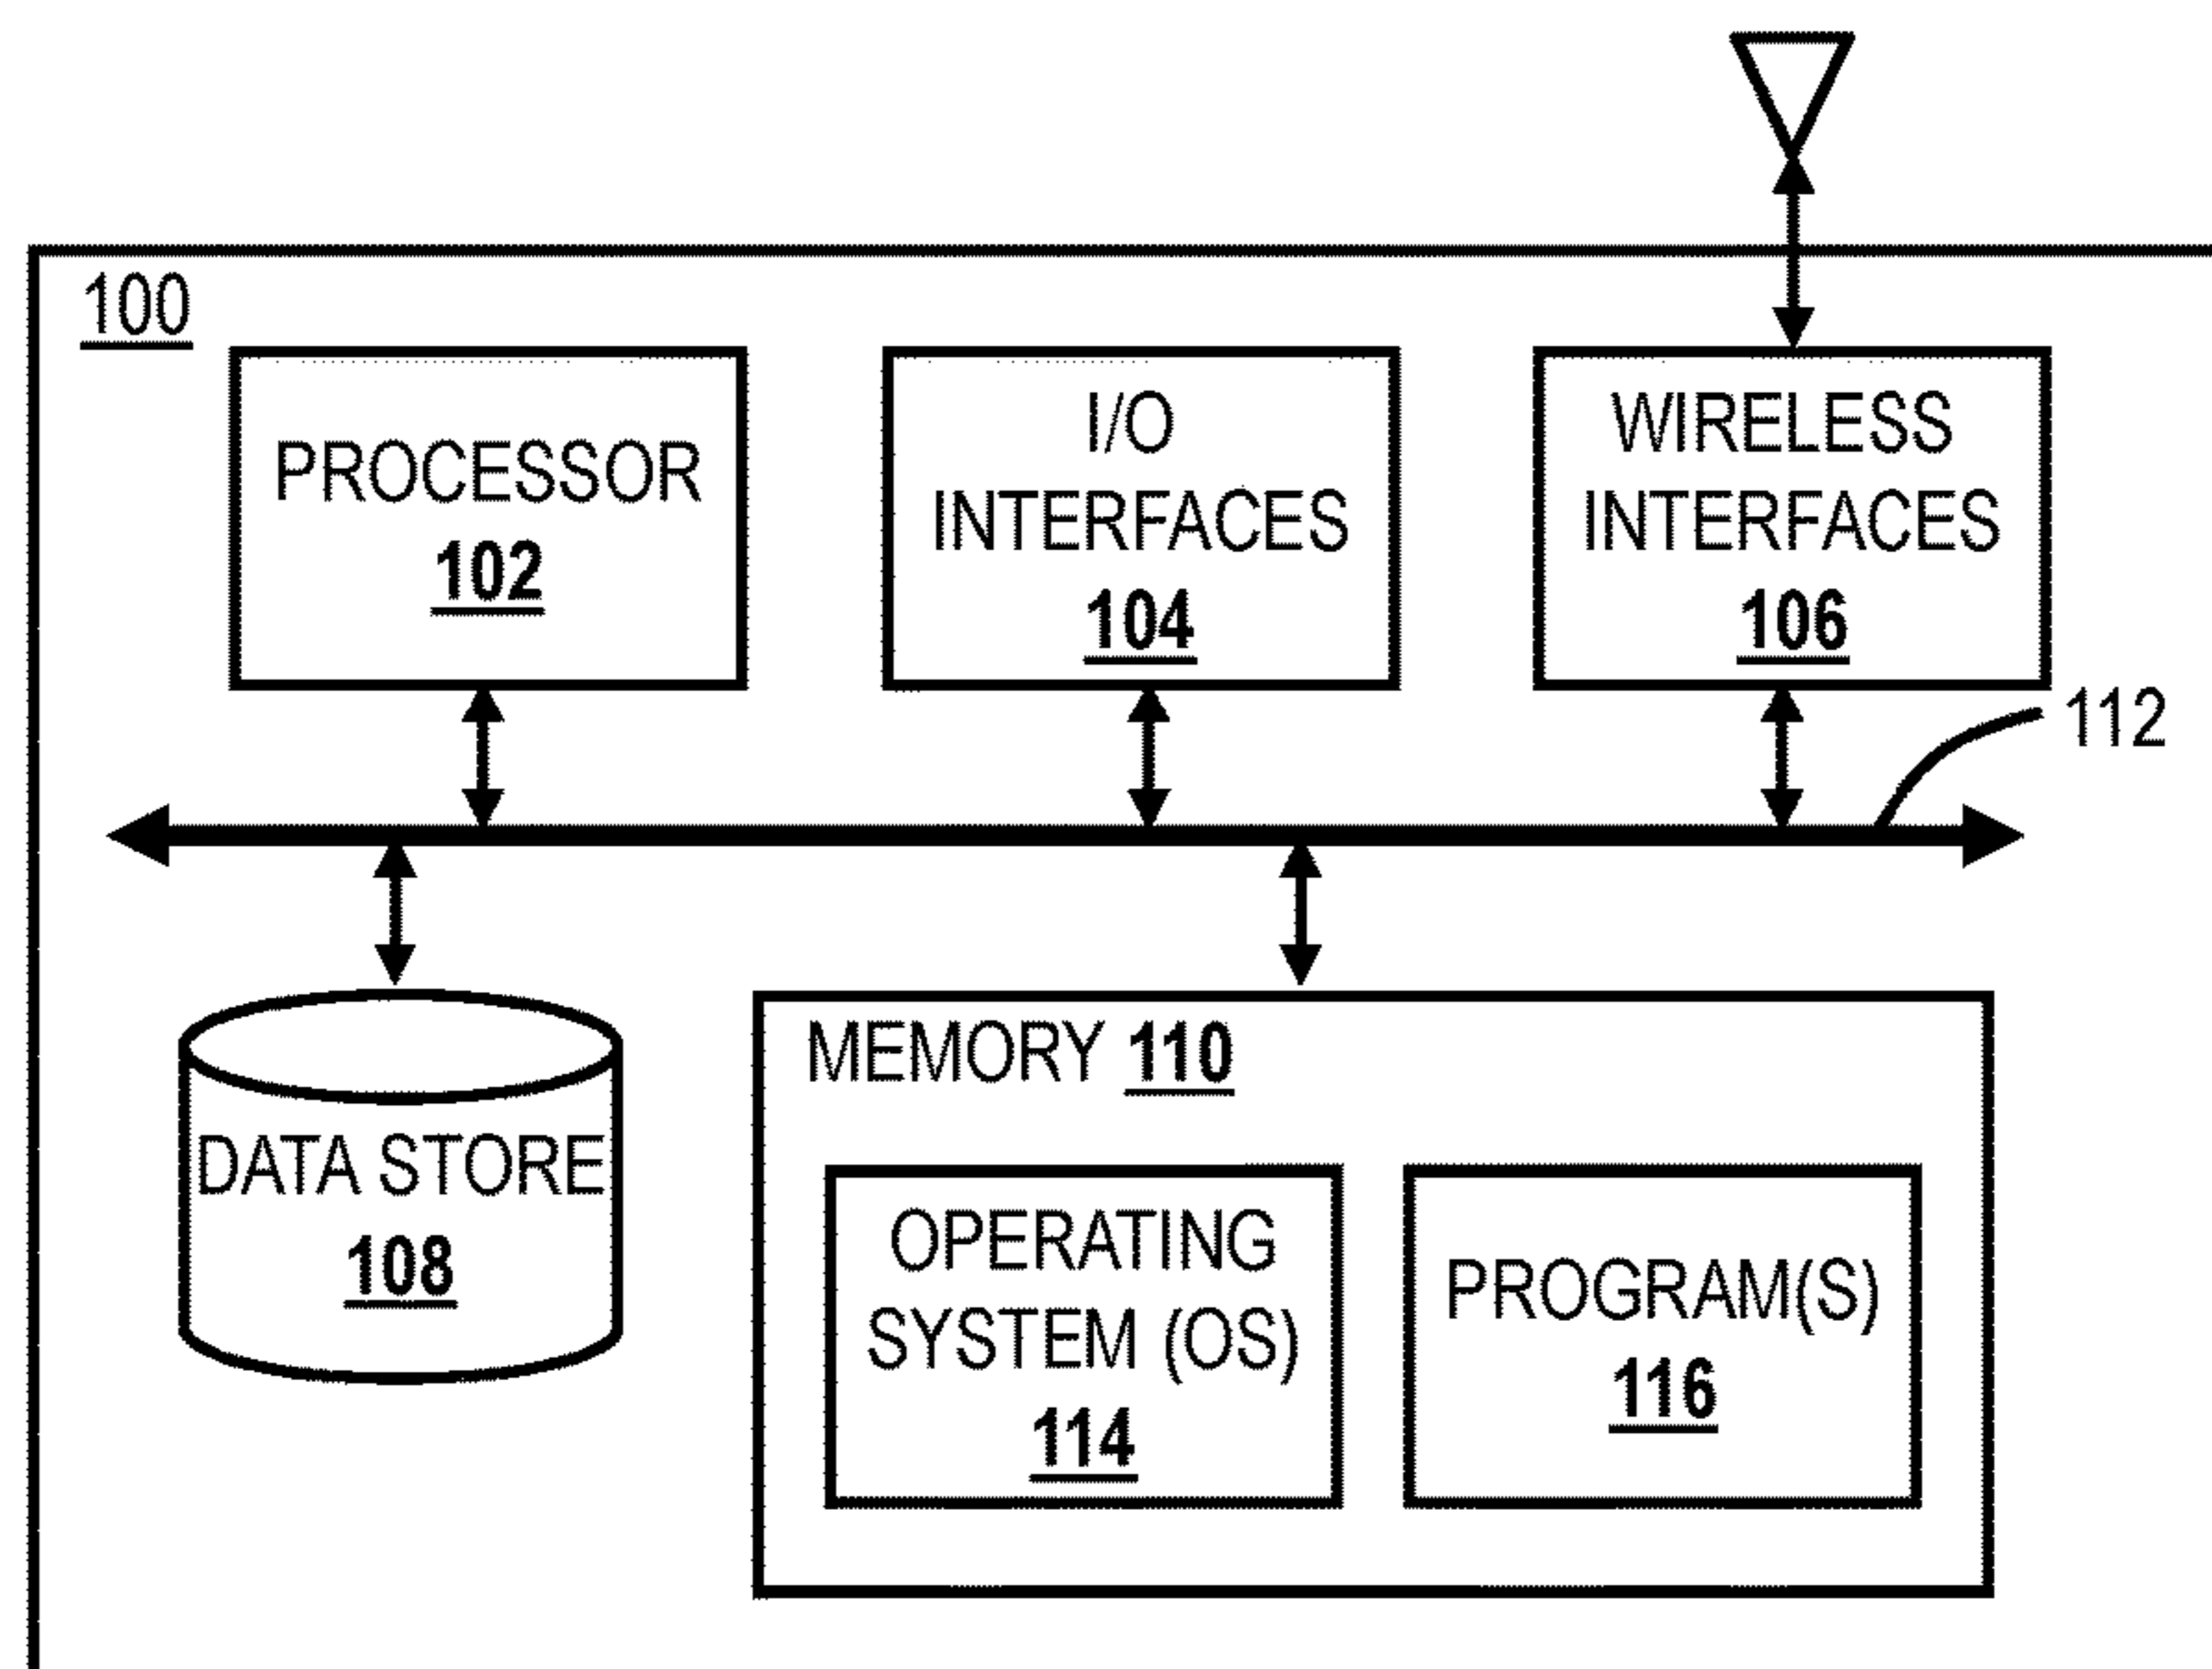 100
PROCESSOR
102
I/O
INTERFACES
104
WIRELESS
INTERFACES
106
112
DATA STORE
108
MEMORY 110
OPERATING
SYSTEM (OS)
114
PROGRAM(S)
116